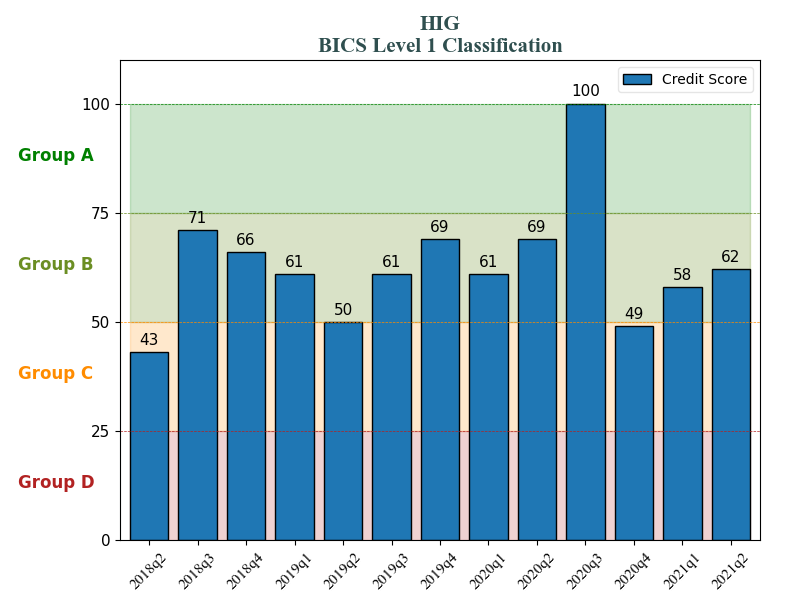 HIG
BICS Level 1 Classification
Credit Score
100
75
50
25
0
Group A
Group B
Group C
Group D
43
71
66
61
50
61
69
61
69
100
49
58
62
2018q2
2018q3
2018q4
2019q1
2019q2
2019q3
2019q4
2020q1
2020q2
2020q3
2020q4
2021q1
2021q2